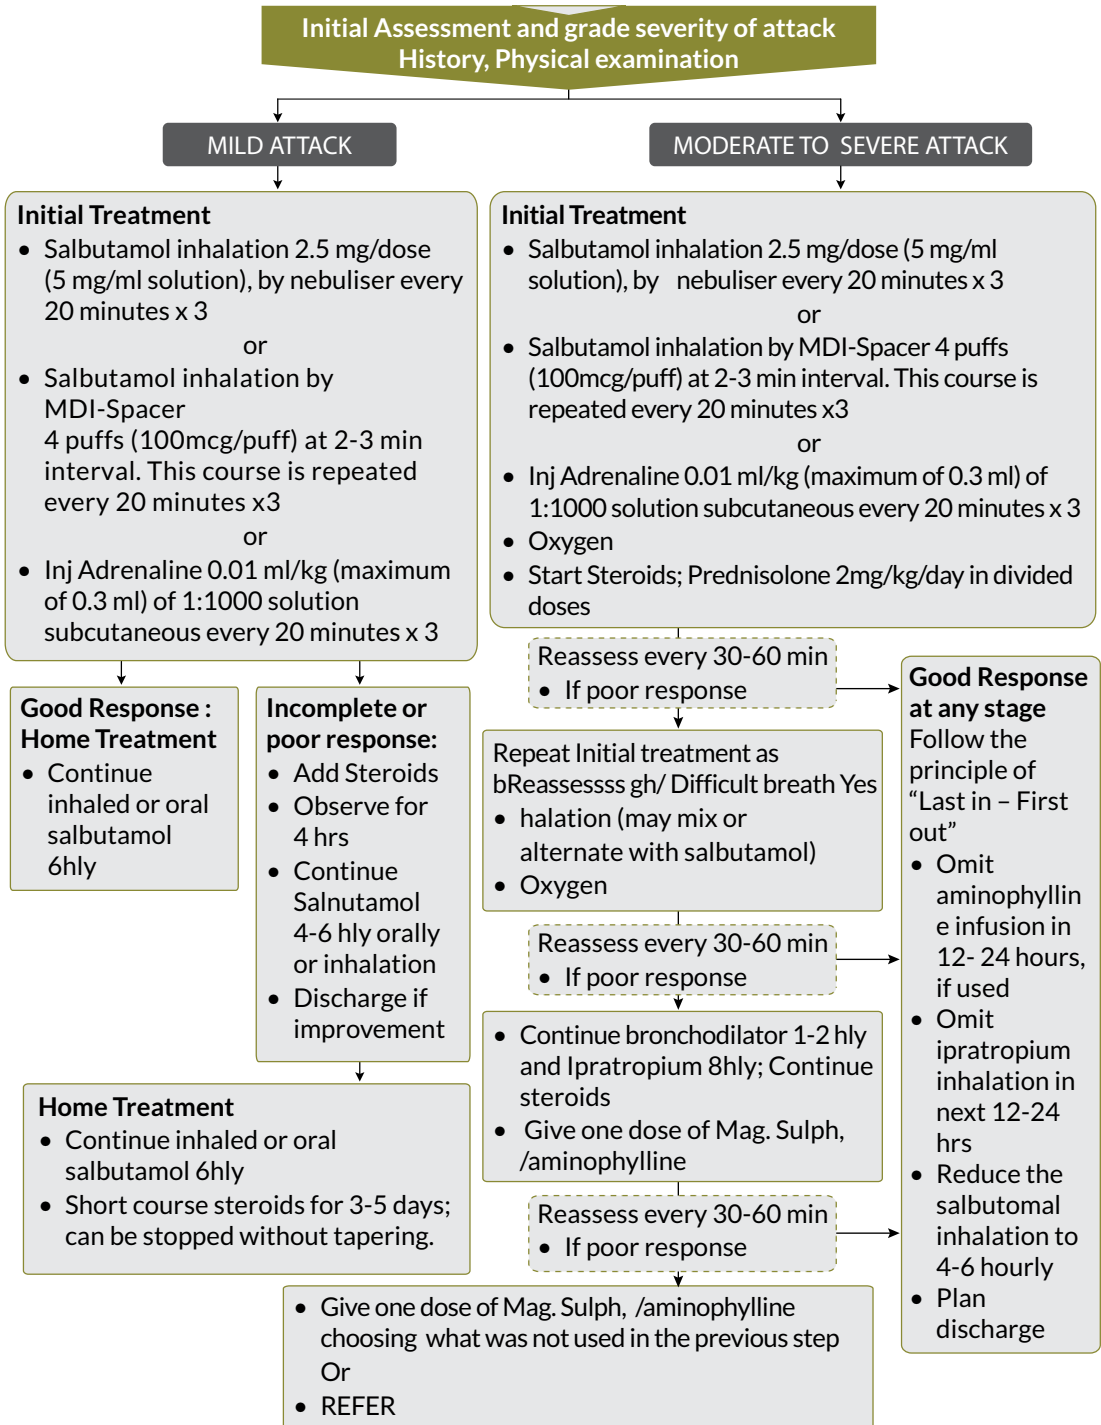 Initial Assessment and grade severity of attack
History, Physical examination
MILD ATTACK
MODERATE TO SEVERE ATTACK
Initial Treatment
• Salbutamol inhalation 2.5 mg/dose
(5 mg/ml solution), by nebuliser every
20 minutes x 3
or
• Salbutamol inhalation by
MDI-Spacer
4 puffs (100mcg/puff) at 2-3 min
interval. This course is repeated
every 20 minutes x3
or
• Inj Adrenaline 0.01 ml/kg (maximum
of 0.3 ml) of 1:1000 solution
subcutaneous every 20 minutes x 3
Initial Treatment
• Salbutamol inhalation 2.5 mg/dose (5 mg/ml
solution), by nebuliser every 20 minutes x 3
or
• Salbutamol inhalation by MDI-Spacer 4 puffs
(100mcg/puff) at 2-3 min interval. This course is
repeated every 20 minutes x3
or
• Inj Adrenaline 0.01 ml/kg (maximum of 0.3 ml) of
1:1000 solution subcutaneous every 20 minutes x 3
• Oxygen
• Start Steroids; Prednisolone 2mg/kg/day in divided
doses
Good Response :
Home Treatment
• Continue
inhaled or oral
salbutamol
6hly
Incomplete or
poor response:
• Add Steroids
• Observe for
4 hrs
• Continue
Salnutamol
4-6 hly orally
or inhalation
• Discharge if
improvement
Home Treatment
• Continue inhaled or oral
salbutamol 6hly
• Short course steroids for 3-5 days;
can be stopped without tapering.
Reassess every 30-60 min
• If poor response
Repeat Initial treatment as
bReassessss gh/ Difficult breath Yes
• halation (may mix or
alternate with salbutamol)
• Oxygen
Reassess every 30-60 min
• If poor response
• Continue bronchodilator 1-2 hly
and Ipratropium 8hly; Continue
steroids
• Give one dose of Mag. Sulph,
/aminophylline
Reassess every 30-60 min
• If poor response
• Give one dose of Mag. Sulph, /aminophylline
choosing what was not used in the previous step
Or
• REFER
Good Response
at any stage
Follow the
principle of
“Last in – First
out”
• Omit
aminophyllin
e infusion in
12- 24 hours,
if used
• Omit
ipratropium
inhalation in
next 12-24
hrs
• Reduce the
salbutomal
inhalation to
4-6 hourly
• Plan
discharge